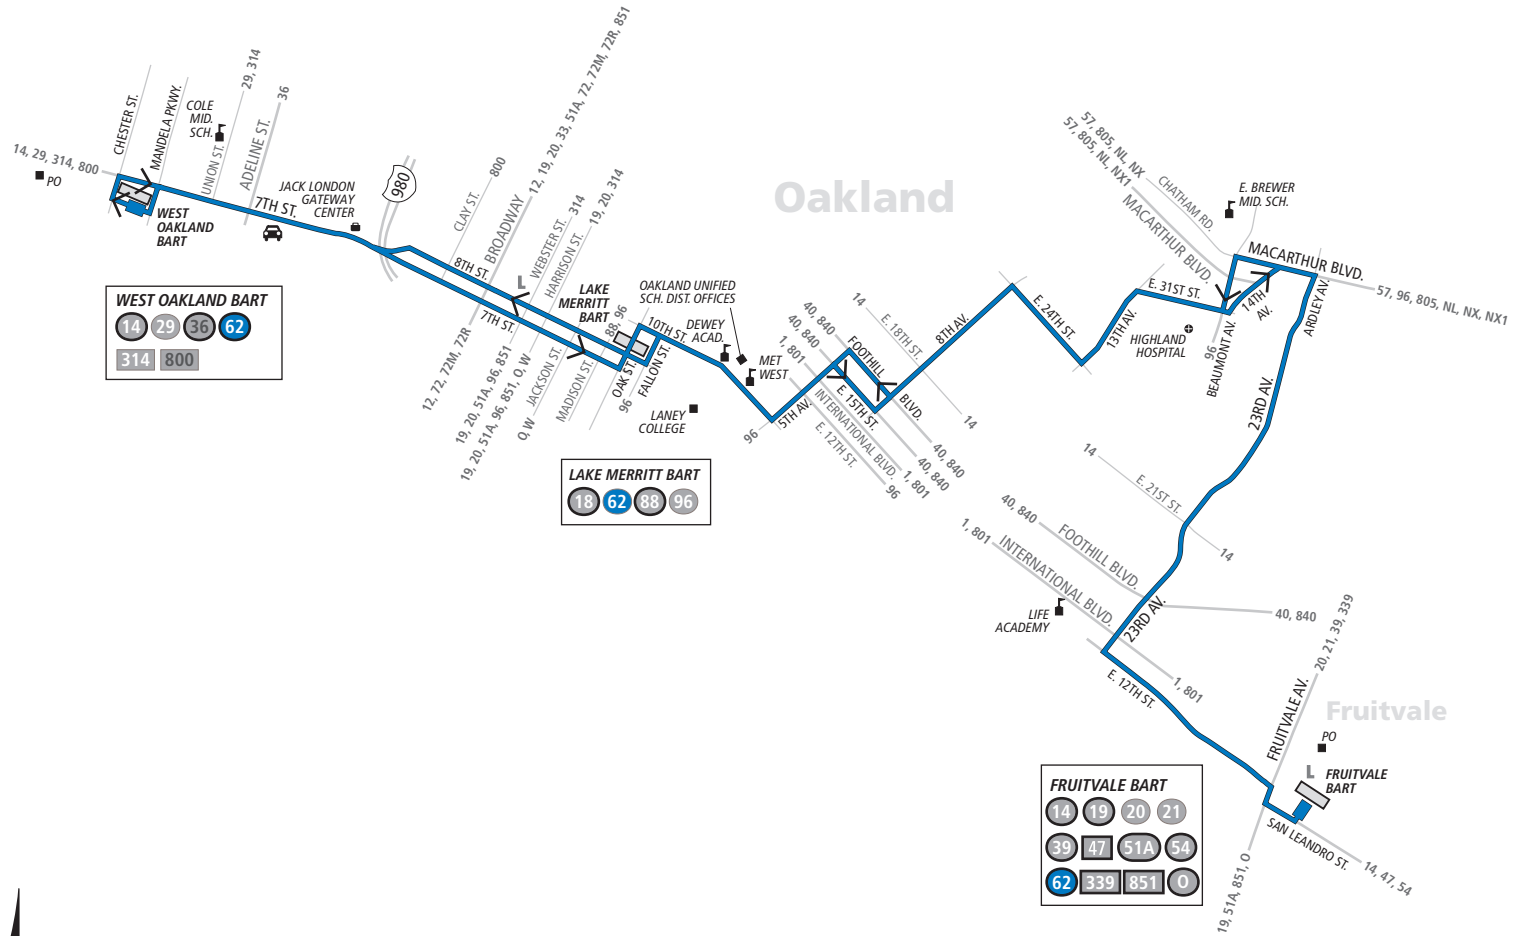 Oakland
Fruitvale
14, 29, 314, 800
PO
CHESTER ST.
MANDELA PKWY.
COLE
MID.
SCH.
UNION ST.
29, 314
ADELINE ST.
36
7TH ST.
JACK LONDON
GATEWAY
CENTER
980
WEST
OAKLAND
BART
WEST OAKLAND BART
14 29 36 62
314 800
CLAY ST.
800
8TH ST.
7TH ST.
BROADWAY
12, 19, 20, 33, 51A, 72, 72M, 72R, 851
12, 72, 72M, 72R
L
WEBSTER ST.
314
HARRISON ST.
19, 20, 314
19, 20, 51A, 96, 851
19, 20, 51A, 96, 851, O, W
JACKSON ST.
O, W
MADISON ST.
LAKE
MERRITT
BART
88, 96
OAK ST.
FALLON ST.
96
10TH ST.
OAKLAND UNIFIED
SCH. DIST. OFFICES
DEWEY
ACAD.
MET
WEST
LANEY
COLLEGE
LAKE MERRITT BART
18 62 88 96
96
5TH AV.
E. 12TH ST.
96
1, 801
INTERNATIONAL BLVD.
1, 801
40, 840
E. 15TH ST.
40, 840
40, 840
FOOTHILL
BLVD.
40, 840
14
E. 18TH ST.
14
8TH AV.
E. 24TH ST.
13TH AV.
E. 31ST ST.
HIGHLAND
HOSPITAL
96
BEAUMONT AV.
14TH
AV.
57, 805, NL, NX
CHATHAM RD.
57, 805, NL, NX1
MACARTHUR BLVD.
E. BREWER
MID. SCH.
MACARTHUR BLVD.
57, 96, 805, NL, NX, NX1
ARDLEY AV.
23RD AV.
14
E. 21ST ST.
14
40, 840
FOOTHILL BLVD.
40, 840
1, 801
INTERNATIONAL BLVD.
1, 801
LIFE
ACADEMY
23RD AV.
E. 12TH ST.
FRUITVALE AV.
20, 21, 39, 339
PO
L
FRUITVALE
BART
SAN LEANDRO ST.
14, 47, 54
19, 51A, 851, O
FRUITVALE BART
14 19 20 21
39 47 51A 54
62 339 851 O